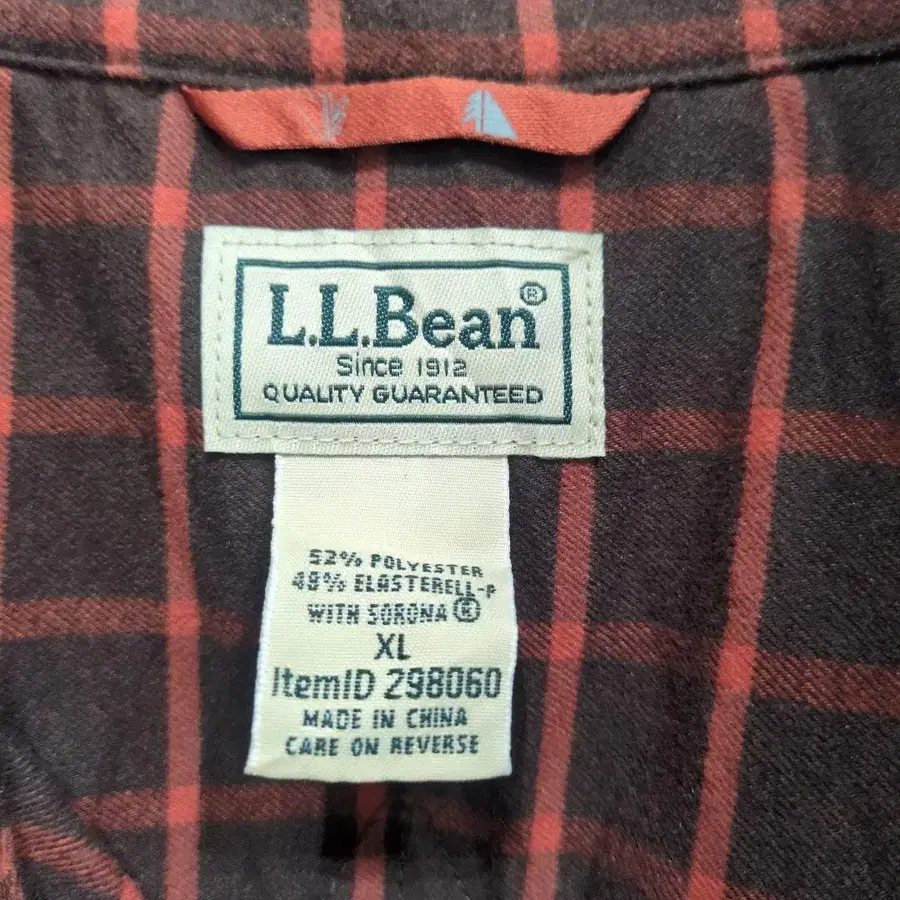 L.L.Bean®
Since 1912
QUALITY GUARANTEED
52% POLYESTER
48% ELASTERELL-P
WITH SORONA®
XL
ItemID 298060
MADE IN CHINA
CARE ON REVERSE